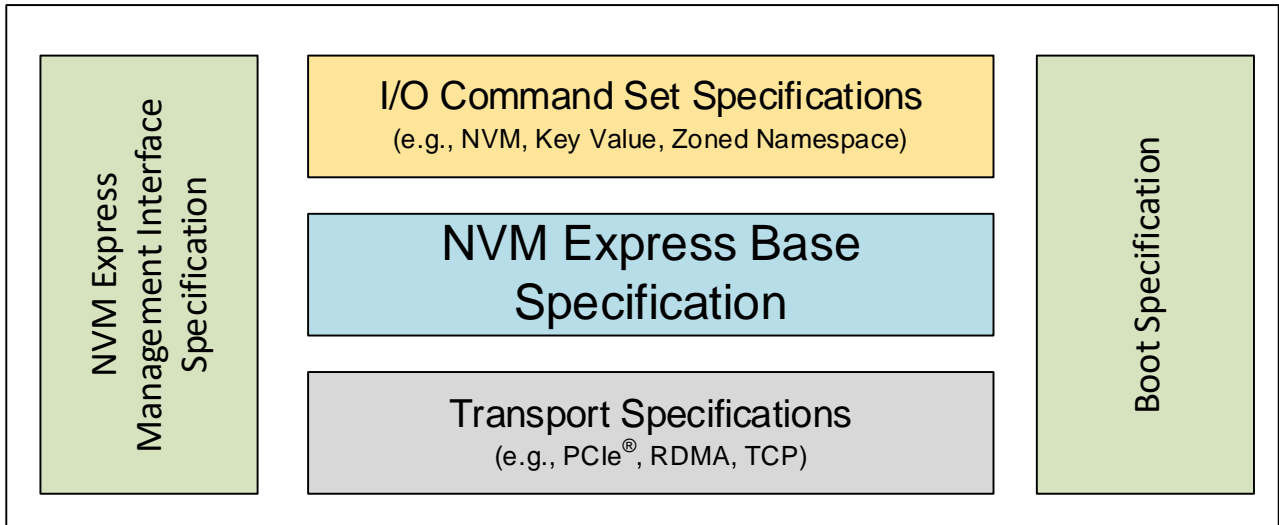 NVM Express
Management Interface
Specification
I/O Command Set Specifications
(e.g., NVM, Key Value, Zoned Namespace)
NVM Express Base
Specification
Transport Specifications
(e.g., PCIe®, RDMA, TCP)
Boot Specification